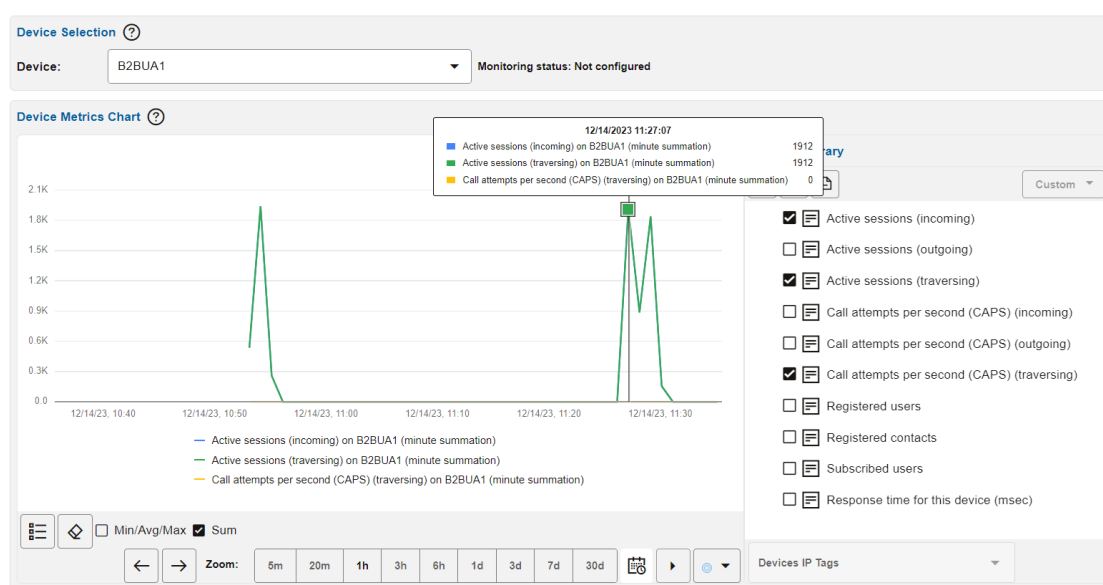 Device Selection ?
Device: B2BUA1 Monitoring status: Not configured
Device Metrics Chart ?
12/14/2023 11:27:07
Active sessions (incoming) on B2BUA1 (minute summation) 1912
Active sessions (traversing) on B2BUA1 (minute summation) 1912
Call attempts per second (CAPS) (traversing) on B2BUA1 (minute summation) 0
ary
Custom
2.1K
1.8K
1.5K
1.2K
0.9K
0.6K
0.3K
0.0
12/14/23, 10:40 12/14/23, 10:50 12/14/23, 11:00 12/14/23, 11:10 12/14/23, 11:20 12/14/23, 11:30
Active sessions (incoming) on B2BUA1 (minute summation)
Active sessions (traversing) on B2BUA1 (minute summation)
Call attempts per second (CAPS) (traversing) on B2BUA1 (minute summation)
Active sessions (incoming)
Active sessions (outgoing)
Active sessions (traversing)
Call attempts per second (CAPS) (incoming)
Call attempts per second (CAPS) (outgoing)
Call attempts per second (CAPS) (traversing)
Registered users
Registered contacts
Subscribed users
Response time for this device (msec)
Min/Avg/Max Sum
Zoom: 5m 20m 1h 3h 6h 1d 3d 7d 30d
Devices IP Tags